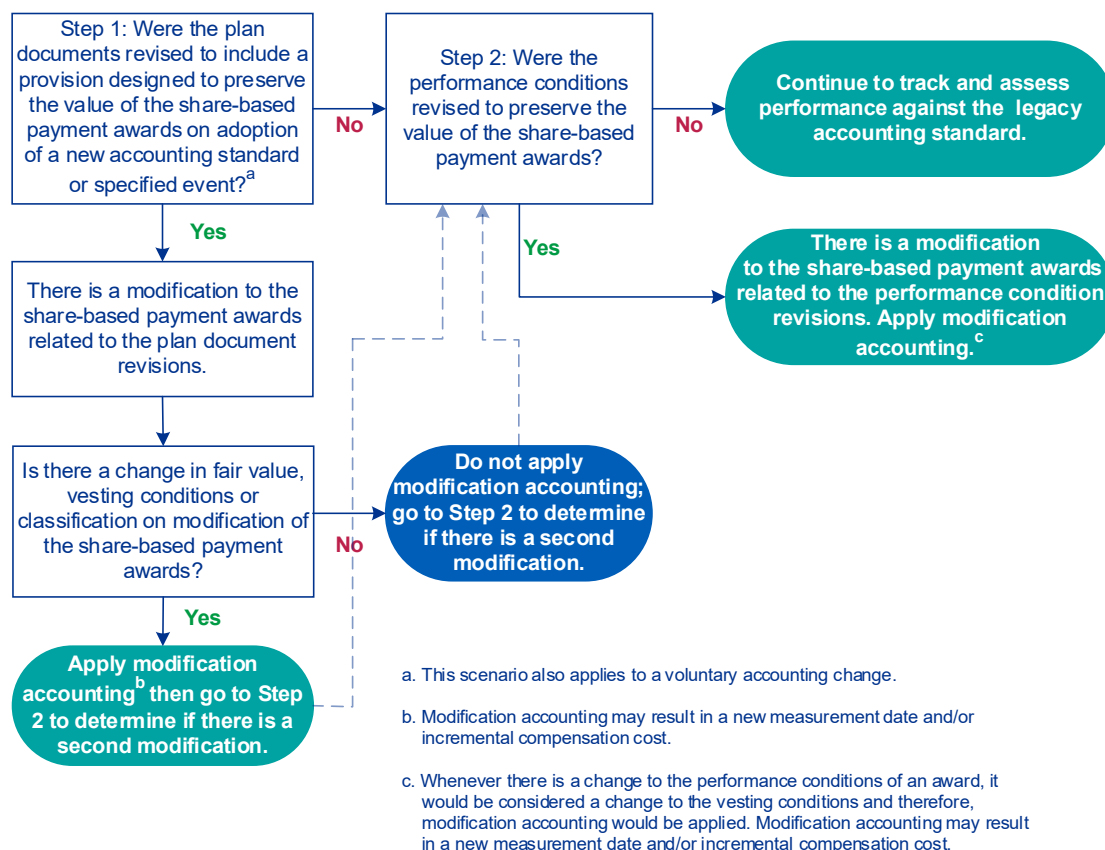 Step 1: Were the plan
documents revised to include a
provision designed to preserve
the value of the share-based
payment awards on adoption
of a new accounting standard
or specified event?a
No
Step 2: Were the
performance conditions
revised to preserve the
value of the share-based
payment awards?
No
Continue to track and assess
performance against the legacy
accounting standard.
Yes
Yes
There is a modification
to the share-based payment awards
related to the performance condition
revisions. Apply modification
accounting.c
There is a modification to the
share-based payment awards
related to the plan document
revisions.
Is there a change in fair value,
vesting conditions or
classification on modification of
the share-based payment
awards?
No
Do not apply
modification accounting;
go to Step 2 to determine
if there is a second
modification.
Yes
Apply modification
accountingb then go to Step
2 to determine if there is a
second modification.
a. This scenario also applies to a voluntary accounting change.
b. Modification accounting may result in a new measurement date and/or
incremental compensation cost.
c. Whenever there is a change to the performance conditions of an award, it
would be considered a change to the vesting conditions and therefore,
modification accounting would be applied. Modification accounting may result
in a new measurement date and/or incremental compensation cost.